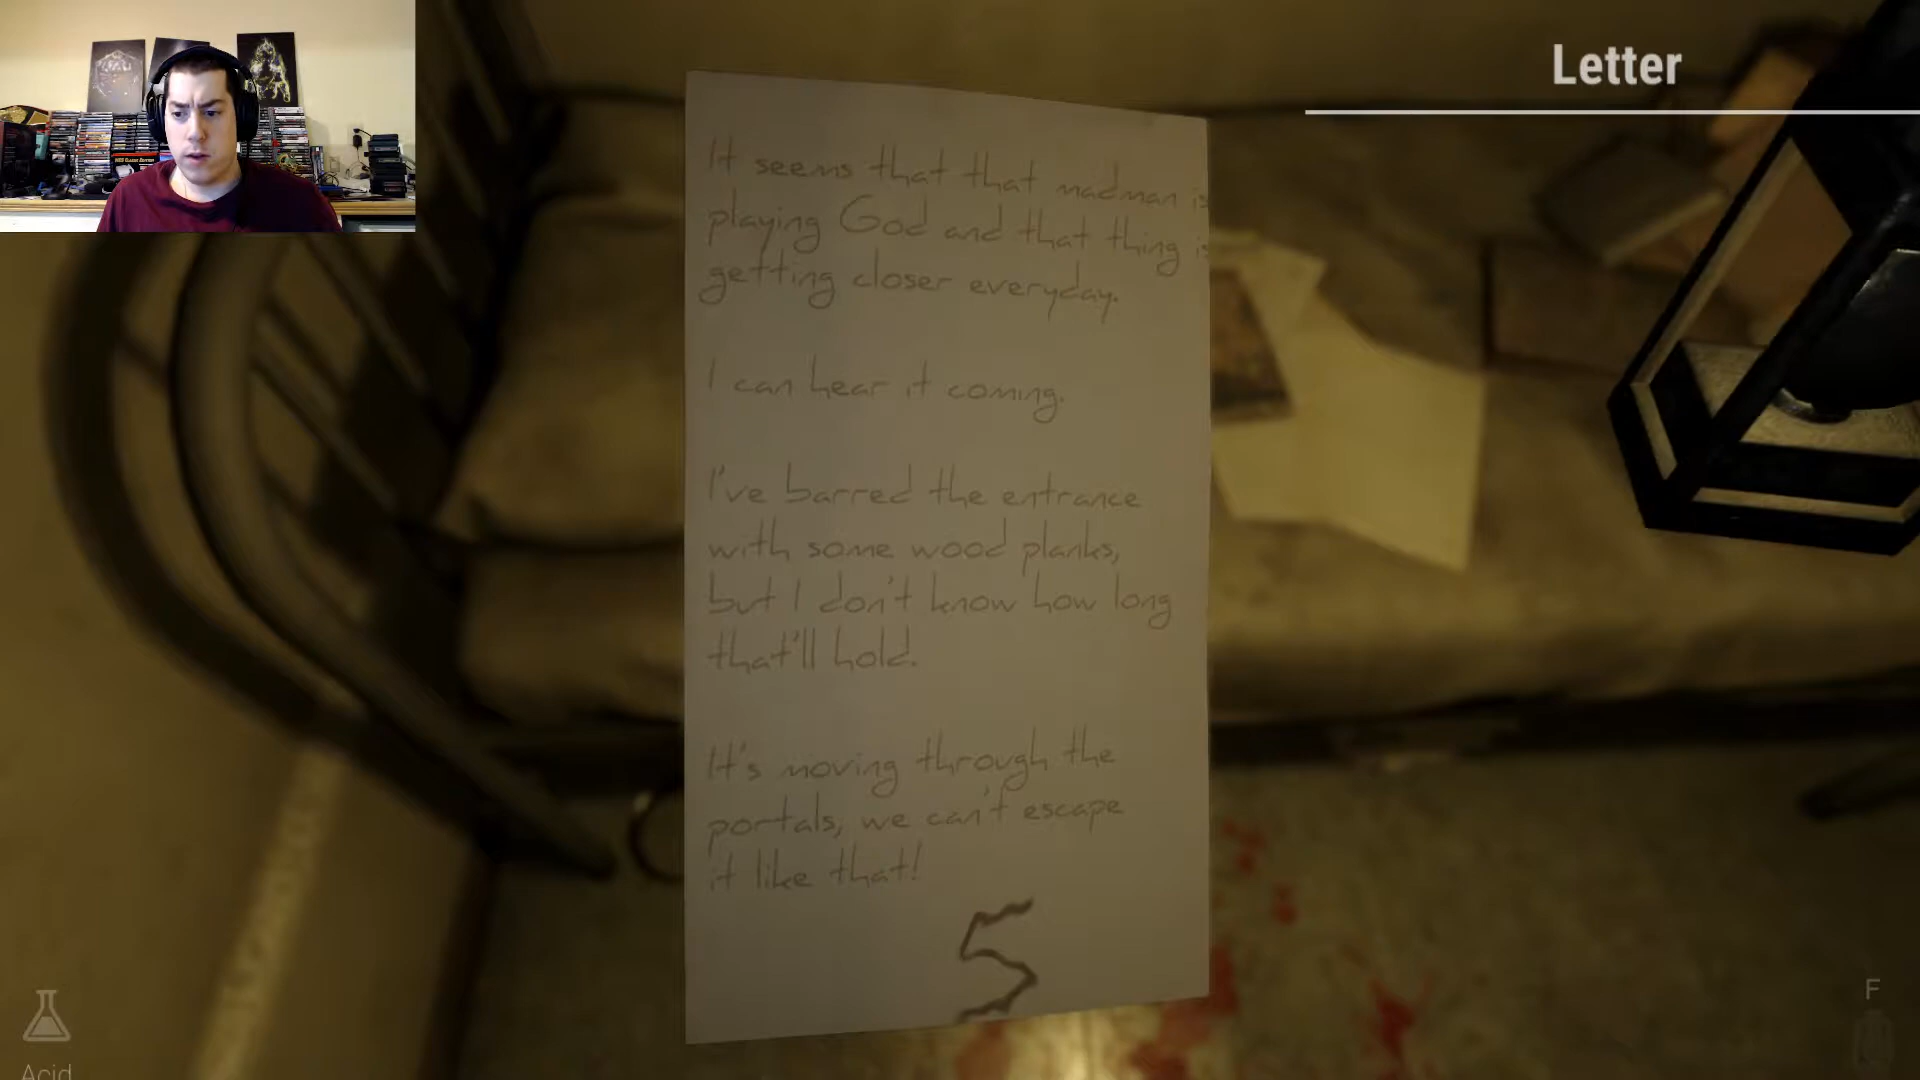 Letter
It seems that that madman is
playing God and that thing is
getting closer everyday.
I can hear it coming.
I've barred the entrance
with some wood planks,
but I don't know how long
that'll hold.
It's moving through the
portals, we can't escape
it like that!
5
F
Acid